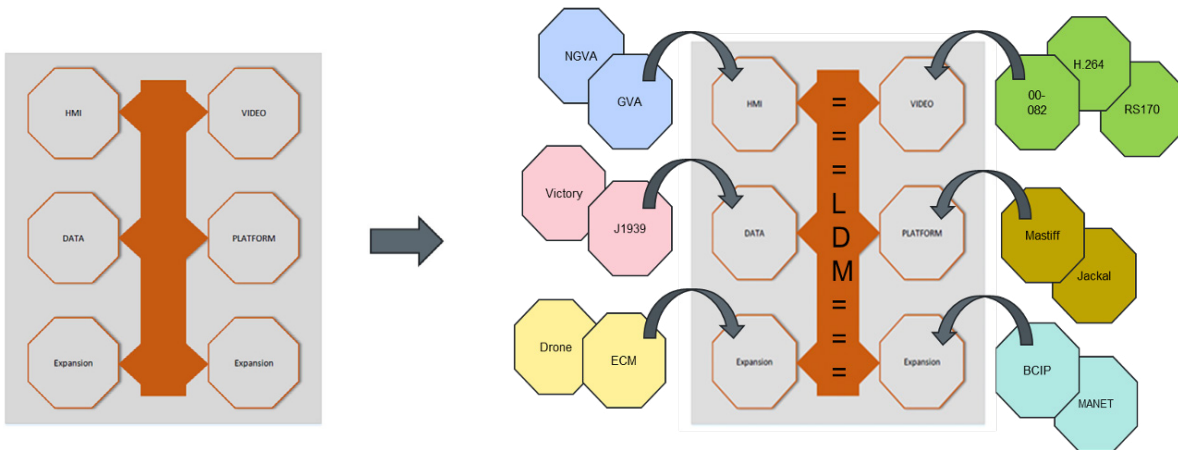 HMI
VIDEO
DATA
PLATFORM
Expansion
Expansion
NGVA
GVA
HMI
VIDEO
00-
082
H.264
RS170
Victory
J1939
DATA
PLATFORM
Mastiff
Jackal
Drone
ECM
Expansion
Expansion
BCIP
MANET
=
=
=
L
D
M
=
=
=